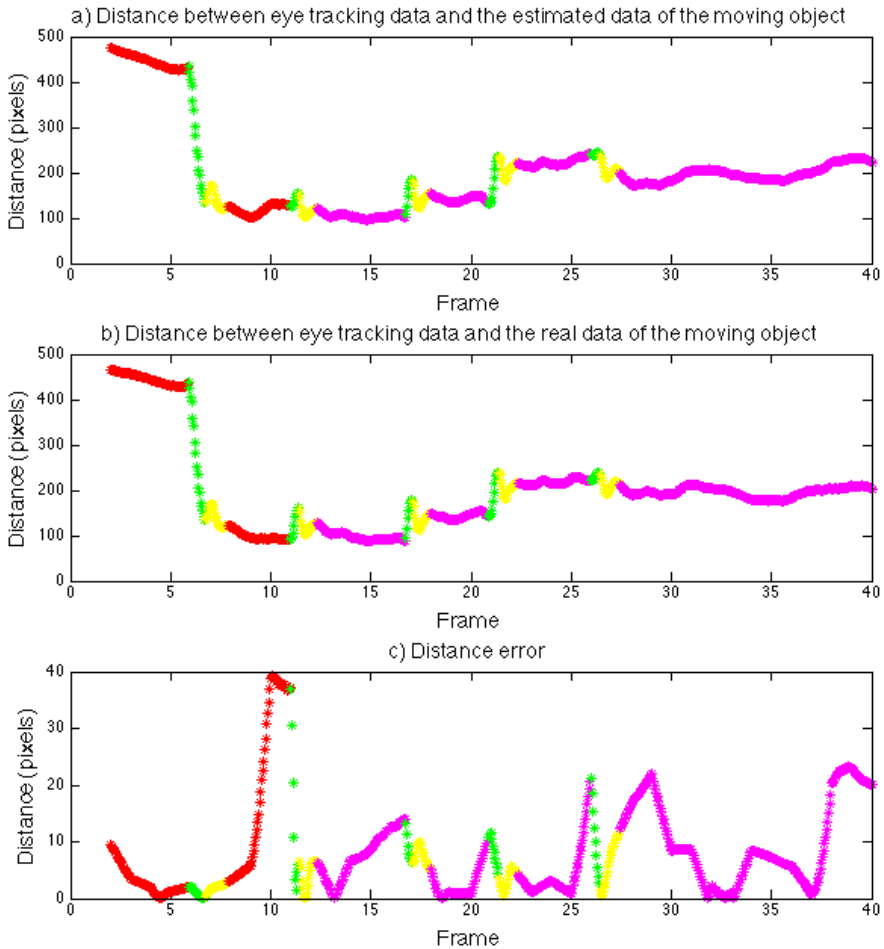 a) Distance between eye tracking data and the estimated data of the moving object
500
400
300
200
100
0
Distance (pixels)
0 5 10 15 20 25 30 35 40
Frame
b) Distance between eye tracking data and the real data of the moving object
500
400
300
200
100
0
Distance (pixels)
0 5 10 15 20 25 30 35 40
Frame
c) Distance error
40
30
20
10
0
Distance (pixels)
0 5 10 15 20 25 30 35 40
Frame